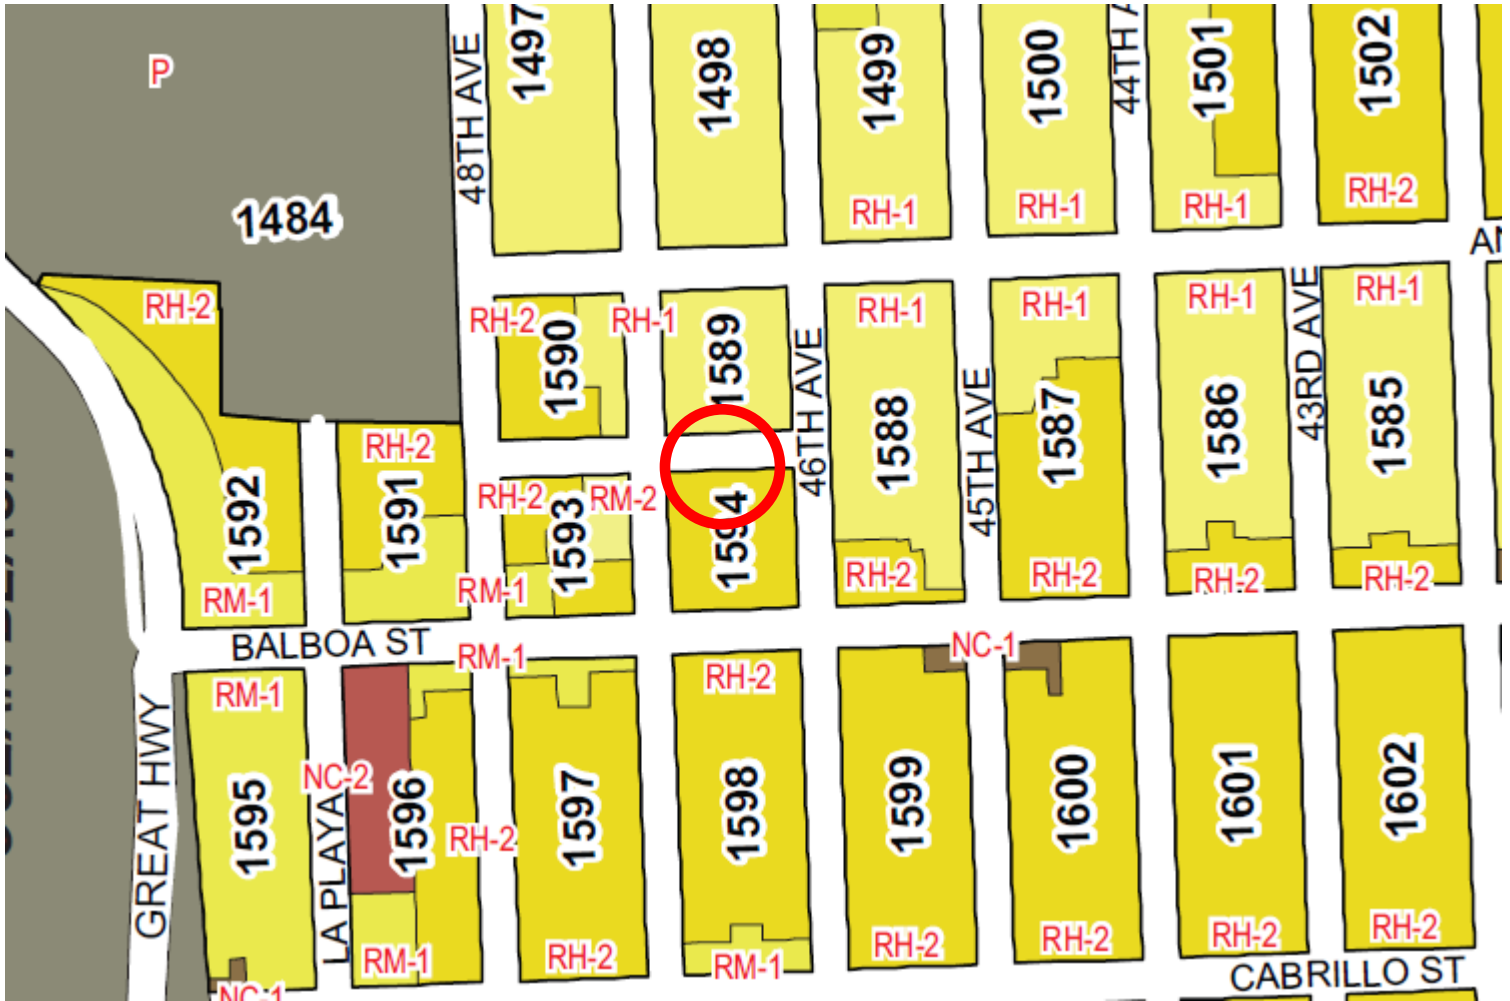 P
48TH AVE
1497
1498
1499
1500
44TH A
1501
1502
1484
RH-1
RH-1
RH-1
RH-2
AN
RH-2
RH-2
1590
RH-1
1589
46TH AVE
RH-1
1588
45TH AVE
RH-1
1587
RH-1
1586
43RD AVE
RH-1
1585
1592
RH-2
1591
RH-2
RM-2
1593
1594
RM-1
RM-1
RH-2
RH-2
RH-2
RH-2
BALBOA ST
RM-1
RH-2
NC-1
GREAT HWY
RM-1
1595
NC-2
LA PLAYA
1596
RH-2
1597
1598
1599
1600
1601
1602
RM-1
RH-2
RM-1
RH-2
RH-2
RH-2
RH-2
NC-1
CABRILLO ST